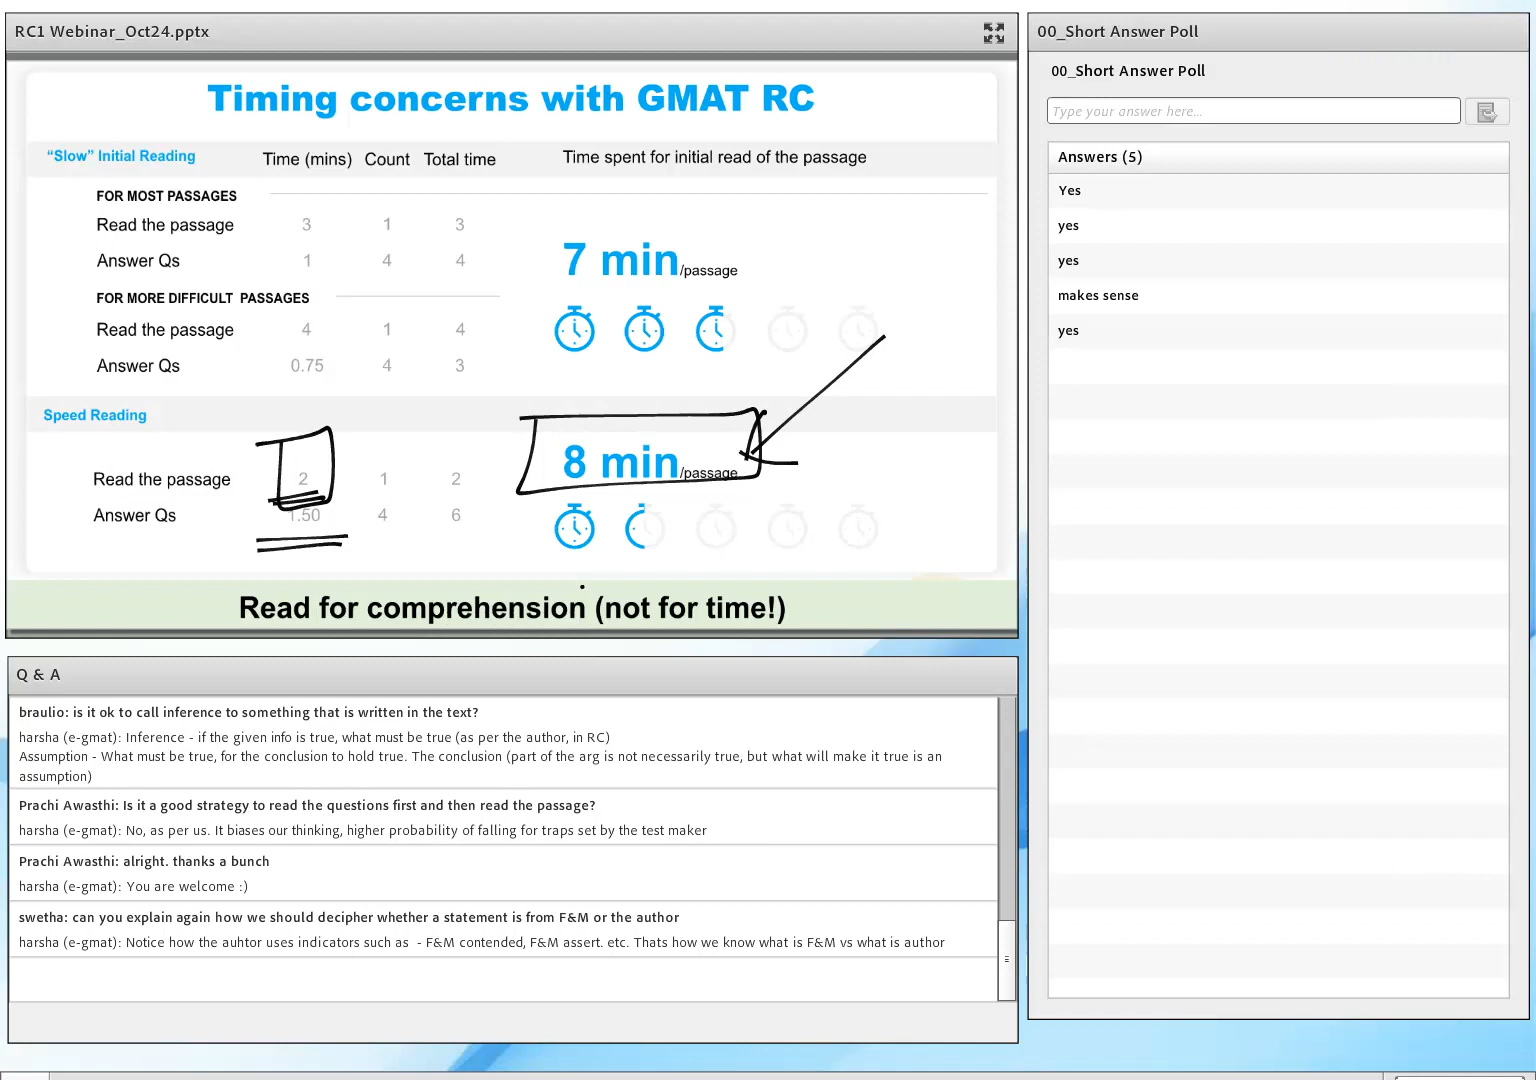 RC1 Webinar_Oct24.pptx
Timing concerns with GMAT RC
“Slow” Initial Reading Time (mins) Count Total time Time spent for initial read of the passage
FOR MOST PASSAGES
Read the passage 3 1 3
Answer Qs 1 4 4
7 min/passage
FOR MORE DIFFICULT PASSAGES
Read the passage 4 1 4
Answer Qs 0.75 4 3
Speed Reading
8 min/passage
Read the passage 2 1 2
Answer Qs 1.50 4 6
Read for comprehension (not for time!)
Q & A
braulio: is it ok to call inference to something that is written in the text?
harsha (e-gmat): Inference - if the given info is true, what must be true (as per the author, in RC)
Assumption - What must be true, for the conclusion to hold true. The conclusion (part of the arg is not necessarily true, but what will make it true is an
assumption)
Prachi Awasthi: Is it a good strategy to read the questions first and then read the passage?
harsha (e-gmat): No, as per us. It biases our thinking, higher probability of falling for traps set by the test maker
Prachi Awasthi: alright. thanks a bunch
harsha (e-gmat): You are welcome :)
swetha: can you explain again how we should decipher whether a statement is from F&M or the author
harsha (e-gmat): Notice how the auhtor uses indicators such as - F&M contended, F&M assert. etc. Thats how we know what is F&M vs what is author
00_Short Answer Poll
00_Short Answer Poll
Type your answer here...
Answers (5)
Yes
yes
yes
makes sense
yes